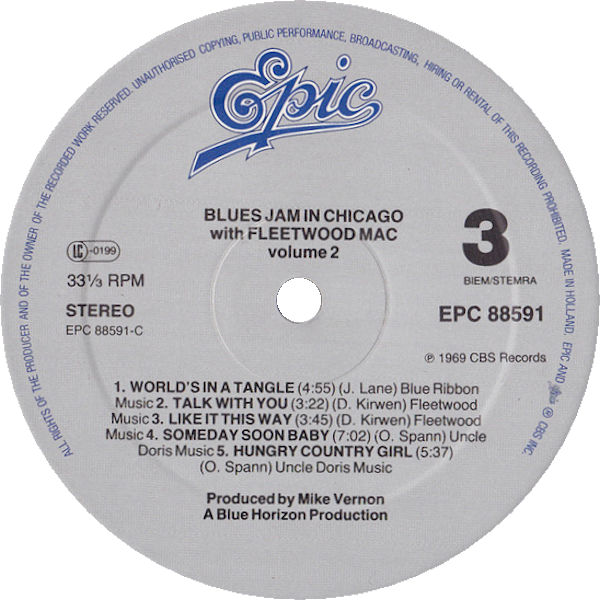 ALL RIGHTS OF THE PRODUCER AND OF THE OWNER OF THE RECORDED WORK RESERVED. UNAUTHORISED COPYING, PUBLIC PERFORMANCE, BROADCASTING, HIRING OR RENTAL OF THIS RECORDING PROHIBITED. MADE IN HOLLAND. EPIC AND Epic ® CBS INC.
Epic
BLUES JAM IN CHICAGO
with FLEETWOOD MAC
volume 2
3
BIEM/STEMRA
LC-0199
33⅓ RPM
STEREO
EPC 88591-C
EPC 88591
℗ 1969 CBS Records
1. WORLD'S IN A TANGLE (4:55) (J. Lane) Blue Ribbon
Music 2. TALK WITH YOU (3:22) (D. Kirwen) Fleetwood
Music 3. LIKE IT THIS WAY (3:45) (D. Kirwen) Fleetwood
Music 4. SOMEDAY SOON BABY (7:02) (O. Spann) Uncle
Doris Music 5. HUNGRY COUNTRY GIRL (5:37)
(O. Spann) Uncle Doris Music
Produced by Mike Vernon
A Blue Horizon Production